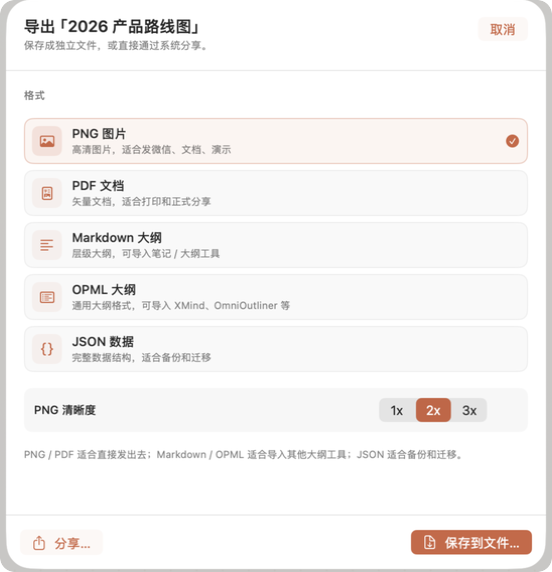 导出「2026 产品路线图」
取消
保存成独立文件，或直接通过系统分享。
格式
PNG 图片
高清图片，适合发微信、文档、演示
PDF 文档
矢量文档，适合打印和正式分享
Markdown 大纲
层级大纲，可导入笔记 / 大纲工具
OPML 大纲
通用大纲格式，可导入 XMind、OmniOutliner 等
{} JSON 数据
完整数据结构，适合备份和迁移
PNG 清晰度
1x 2x 3x
PNG / PDF 适合直接发出去；Markdown / OPML 适合导入其他大纲工具；JSON 适合备份和迁移。
分享...
保存到文件...